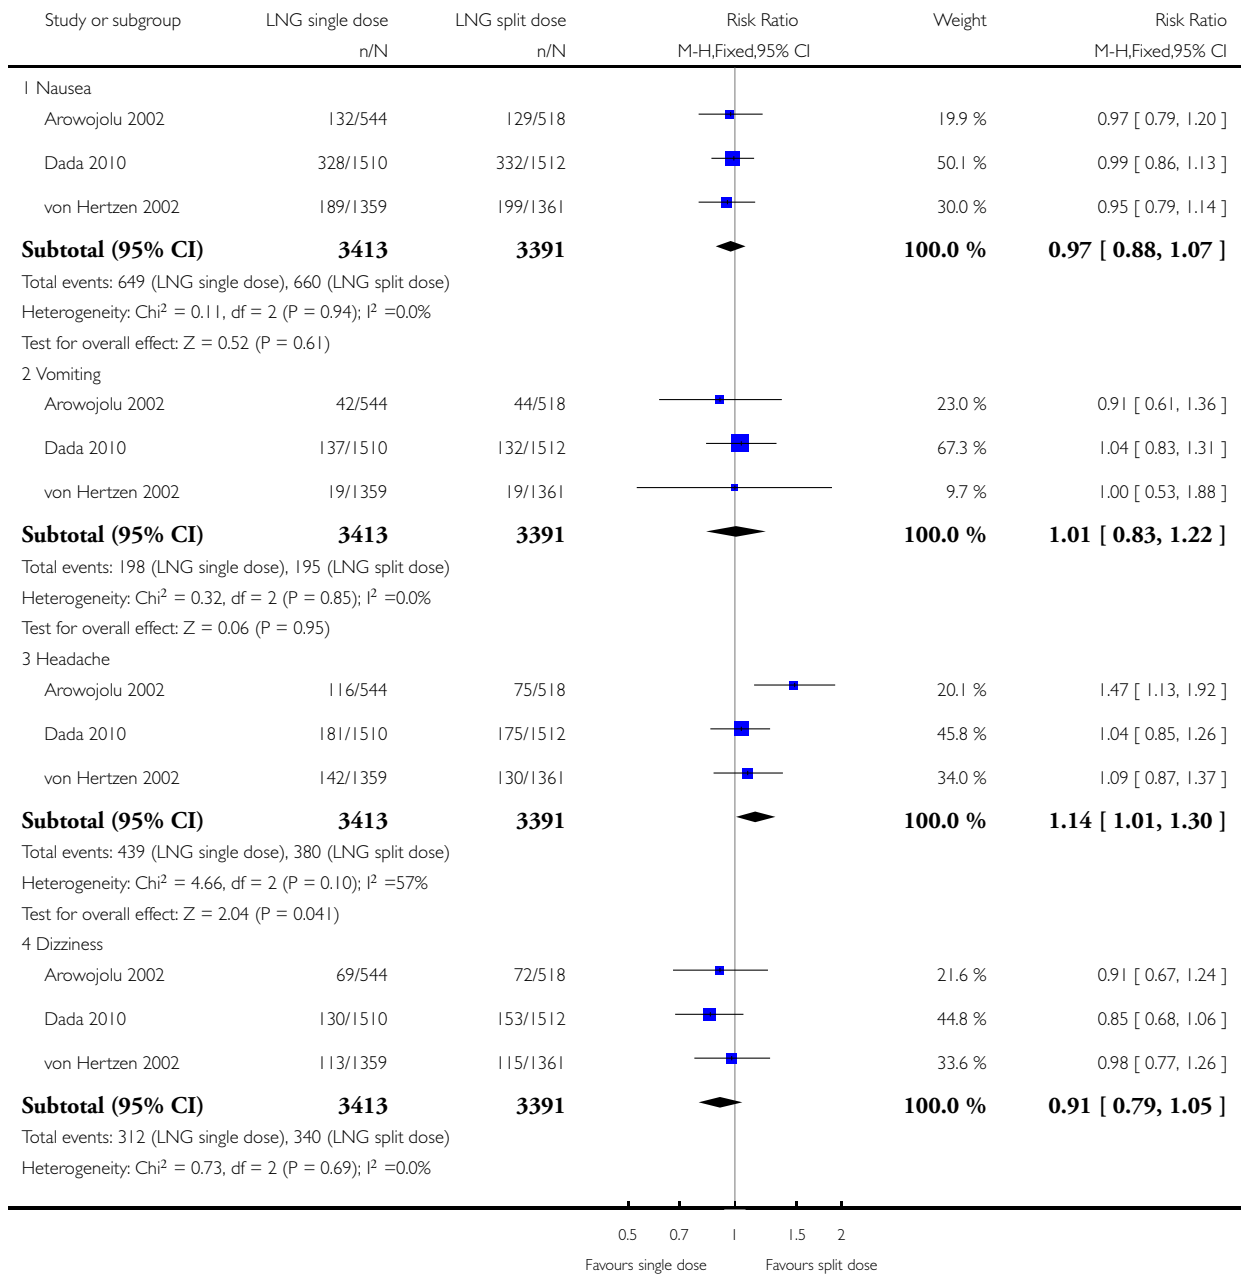 Study or subgroup LNG single dose LNG split dose Risk Ratio Weight Risk Ratio
n/N n/N M-H,Fixed,95% CI M-H,Fixed,95% CI
1 Nausea
Arowojolu 2002 132/544 129/518 19.9 % 0.97 [ 0.79, 1.20 ]
Dada 2010 328/1510 332/1512 50.1 % 0.99 [ 0.86, 1.13 ]
von Hertzen 2002 189/1359 199/1361 30.0 % 0.95 [ 0.79, 1.14 ]
Subtotal (95% CI) 3413 3391 100.0 % 0.97 [ 0.88, 1.07 ]
Total events: 649 (LNG single dose), 660 (LNG split dose)
Heterogeneity: Chi² = 0.11, df = 2 (P = 0.94); I² =0.0%
Test for overall effect: Z = 0.52 (P = 0.61)
2 Vomiting
Arowojolu 2002 42/544 44/518 23.0 % 0.91 [ 0.61, 1.36 ]
Dada 2010 137/1510 132/1512 67.3 % 1.04 [ 0.83, 1.31 ]
von Hertzen 2002 19/1359 19/1361 9.7 % 1.00 [ 0.53, 1.88 ]
Subtotal (95% CI) 3413 3391 100.0 % 1.01 [ 0.83, 1.22 ]
Total events: 198 (LNG single dose), 195 (LNG split dose)
Heterogeneity: Chi² = 0.32, df = 2 (P = 0.85); I² =0.0%
Test for overall effect: Z = 0.06 (P = 0.95)
3 Headache
Arowojolu 2002 116/544 75/518 20.1 % 1.47 [ 1.13, 1.92 ]
Dada 2010 181/1510 175/1512 45.8 % 1.04 [ 0.85, 1.26 ]
von Hertzen 2002 142/1359 130/1361 34.0 % 1.09 [ 0.87, 1.37 ]
Subtotal (95% CI) 3413 3391 100.0 % 1.14 [ 1.01, 1.30 ]
Total events: 439 (LNG single dose), 380 (LNG split dose)
Heterogeneity: Chi² = 4.66, df = 2 (P = 0.10); I² =57%
Test for overall effect: Z = 2.04 (P = 0.041)
4 Dizziness
Arowojolu 2002 69/544 72/518 21.6 % 0.91 [ 0.67, 1.24 ]
Dada 2010 130/1510 153/1512 44.8 % 0.85 [ 0.68, 1.06 ]
von Hertzen 2002 113/1359 115/1361 33.6 % 0.98 [ 0.77, 1.26 ]
Subtotal (95% CI) 3413 3391 100.0 % 0.91 [ 0.79, 1.05 ]
Total events: 312 (LNG single dose), 340 (LNG split dose)
Heterogeneity: Chi² = 0.73, df = 2 (P = 0.69); I² =0.0%
0.5 0.7 1 1.5 2
Favours single dose Favours split dose